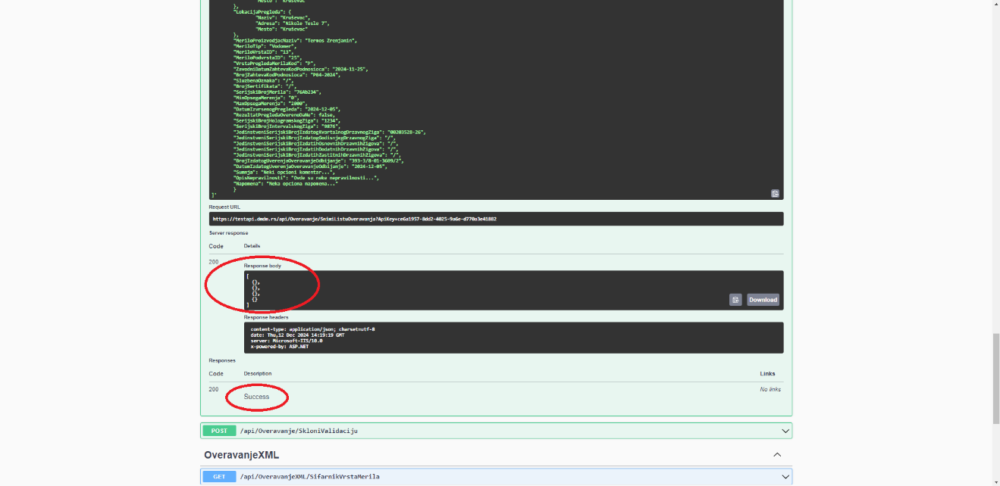 "Mesto": "Kruševac"
},
"LokacijaPregleda": {
"Naziv": "Kruševac",
"Adresa": "Nikole Tesle 7",
"Mesto": "Kruševac"
},
"MeriloProizvodjacNaziv": "Termos Zrenjanin",
"MeriloTip": "Vodomer",
"MeriloVrstaID": "13",
"MeriloPodvrstaID": "25",
"VrstaPregledaMerilaKod": "P",
"ZavodniDatumZahtevaKodPodnosioca": "2024-11-25",
"BrojZahtevaKodPodnosioca": "P04-2024",
"SluzbenaOznaka": "/",
"BrojSertifikata": "/",
"SerijskiBrojMerila": "76Ab234",
"MinOpsegaMerenja": "0",
"MaxOpsegaMerenja": "2000",
"DatumIzvrsenogPregleda": "2024-12-05",
"RezultatPregledaOverenoDaNe": false,
"SerijskiBrojHologramskogZiga": "1234",
"SerijskiBrojIntervalskogZiga": "9876",
"JedinstveniSerijskiBrojIzdatogKvartalnogDrzavnogZiga": "00203528-26",
"JedinstveniSerijskiBrojIzdatogGodisnjegDrzavnogZiga": "/",
"JedinstveniSerijskiBrojIzdatihOsnovnihDrzavnihZigova": "/",
"JedinstveniSerijskiBrojIzdatihDodatnihDrzavnihZigova": "/",
"JedinstveniSerijskiBrojIzdatihZastitnihDrzavnihZigova": "/",
"BrojIzdatogUverenjaOveravanjeOdbijanje": "393-3/8-01-3609/2",
"DatumIzdatogUverenjaOveravanjeOdbijanje": "2024-12-05",
"Sumnja": "Neki opcioni komentar...",
"OpisNepravilnosti": "Ovde su neke nepravilnosti...",
"Napomena": "Neka opciona napomena..."
}
]'
Request URL
https://testapi.dmdm.rs/api/Overavanje/SnimiListuOveravanja?ApiKey=ce6a1957-8dd2-4025-9a6e-d770a3e41882
Server response
Code Details
200
Response body
[
{},
{},
{},
{}
]
Download
Response headers
content-type: application/json; charset=utf-8
date: Thu,12 Dec 2024 14:19:19 GMT
server: Microsoft-IIS/10.0
x-powered-by: ASP.NET
Responses
Code Description Links
200 No links
Success
POST /api/Overavanje/SkloniValidaciju
OveravanjeXML
GET /api/OveravanjeXML/SifarnikVrstaMerila